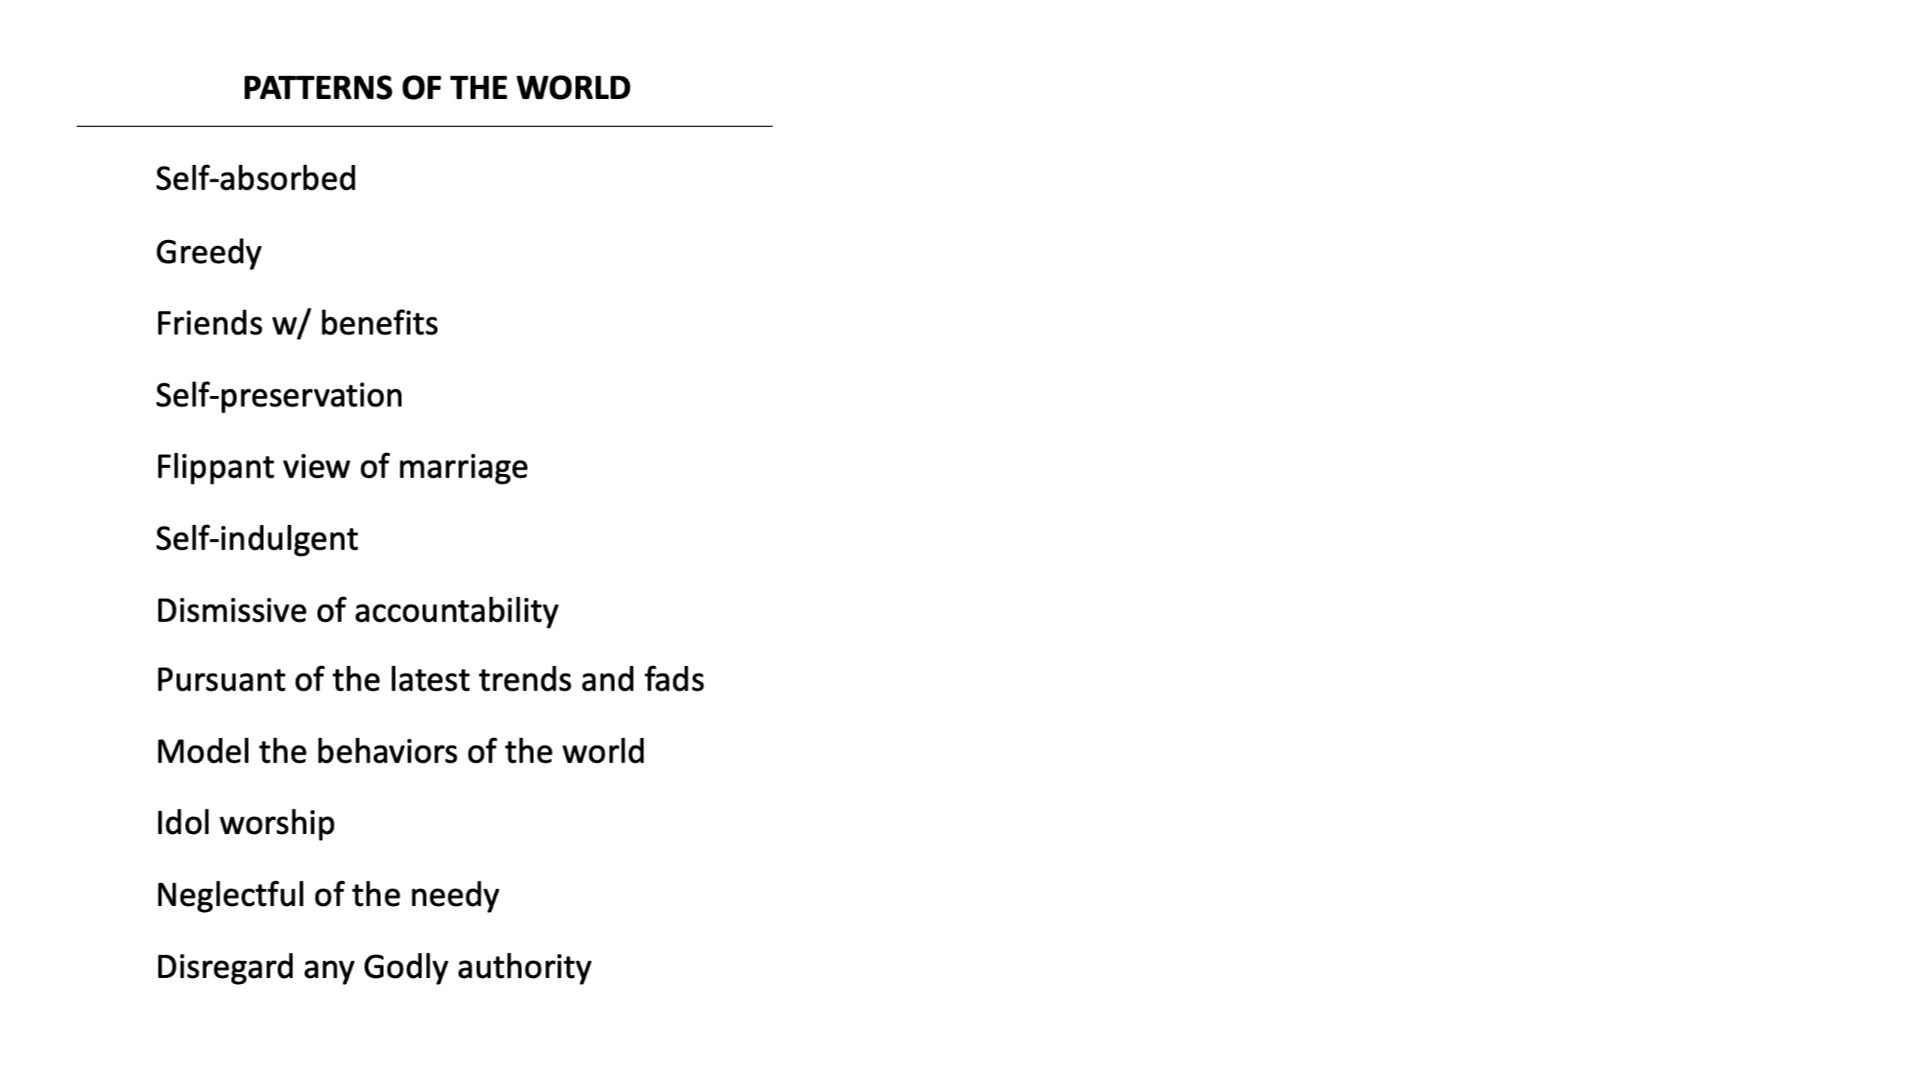 PATTERNS OF THE WORLD
Self-absorbed
Greedy
Friends w/ benefits
Self-preservation
Flippant view of marriage
Self-indulgent
Dismissive of accountability
Pursuant of the latest trends and fads
Model the behaviors of the world
Idol worship
Neglectful of the needy
Disregard any Godly authority